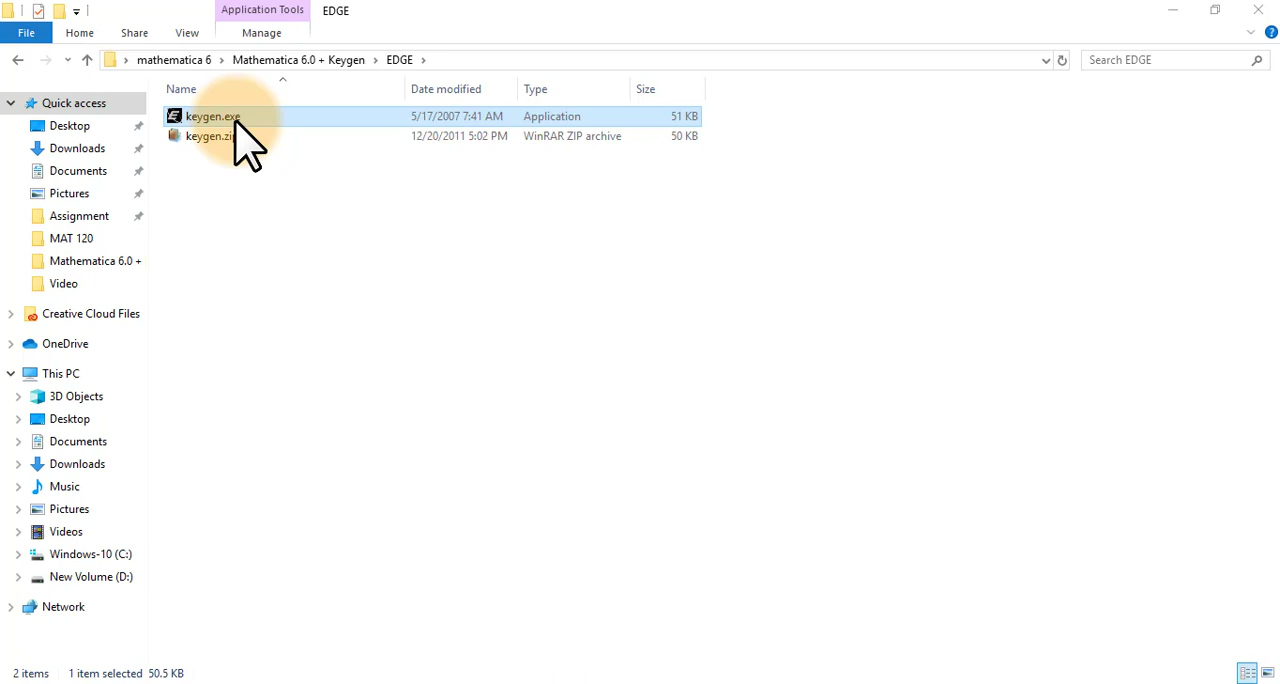 Application Tools EDGE
File Home Share View Manage
mathematica 6 Mathematica 6.0 + Keygen EDGE Search EDGE
Name Date modified Type Size
Quick access
keygen.exe 5/17/2007 7:41 AM Application 51 KB
Desktop
keygen.zip 12/20/2011 5:02 PM WinRAR ZIP archive 50 KB
Downloads
Documents
Pictures
Assignment
MAT 120
Mathematica 6.0 +
Video
Creative Cloud Files
OneDrive
This PC
3D Objects
Desktop
Documents
Downloads
Music
Pictures
Videos
Windows-10 (C:)
New Volume (D:)
Network
2 items 1 item selected 50.5 KB